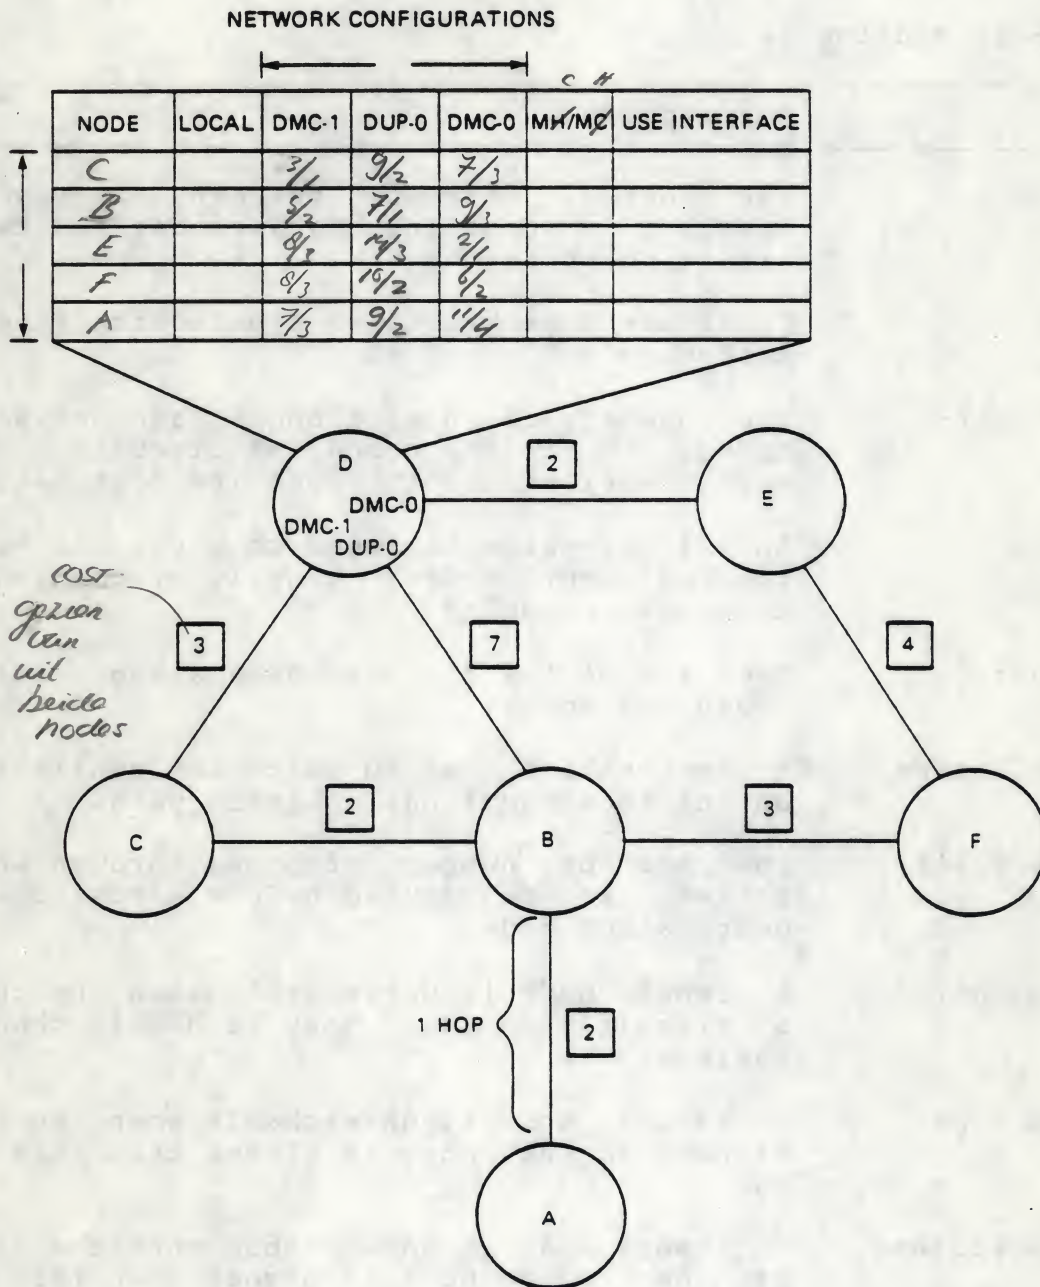 NETWORK CONFIGURATIONS
C H
NODE LOCAL DMC-1 DUP-0 DMC-0 MH/MC USE INTERFACE
C 3/1 9/2 7/3
B 5/2 7/1 9/3
E 8/3 2/1
F 8/3 10/2 6/2
A 7/3 9/2 11/4
D
DMC-0
DMC-1
DUP-0
2
E
COST
gezien
van
uit
beide
nodes
3
7
4
C
2
B
3
F
1 HOP
2
A